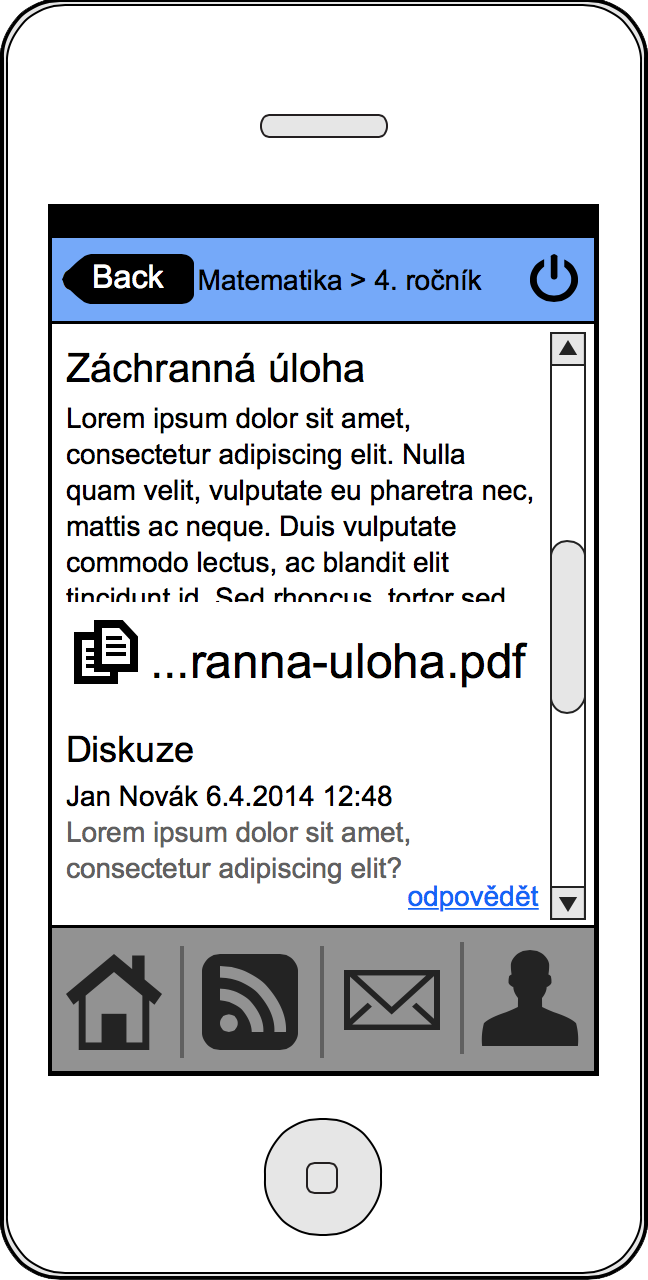 Back
Matematika > 4. ročník
Záchranná úloha
Lorem ipsum dolor sit amet,
consectetur adipiscing elit. Nulla
quam velit, vulputate eu pharetra nec,
mattis ac neque. Duis vulputate
commodo lectus, ac blandit elit
tincidunt id. Sed rhoncus, tortor sed
...ranna-uloha.pdf
Diskuze
Jan Novák 6.4.2014 12:48
Lorem ipsum dolor sit amet,
consectetur adipiscing elit?
odpovědět